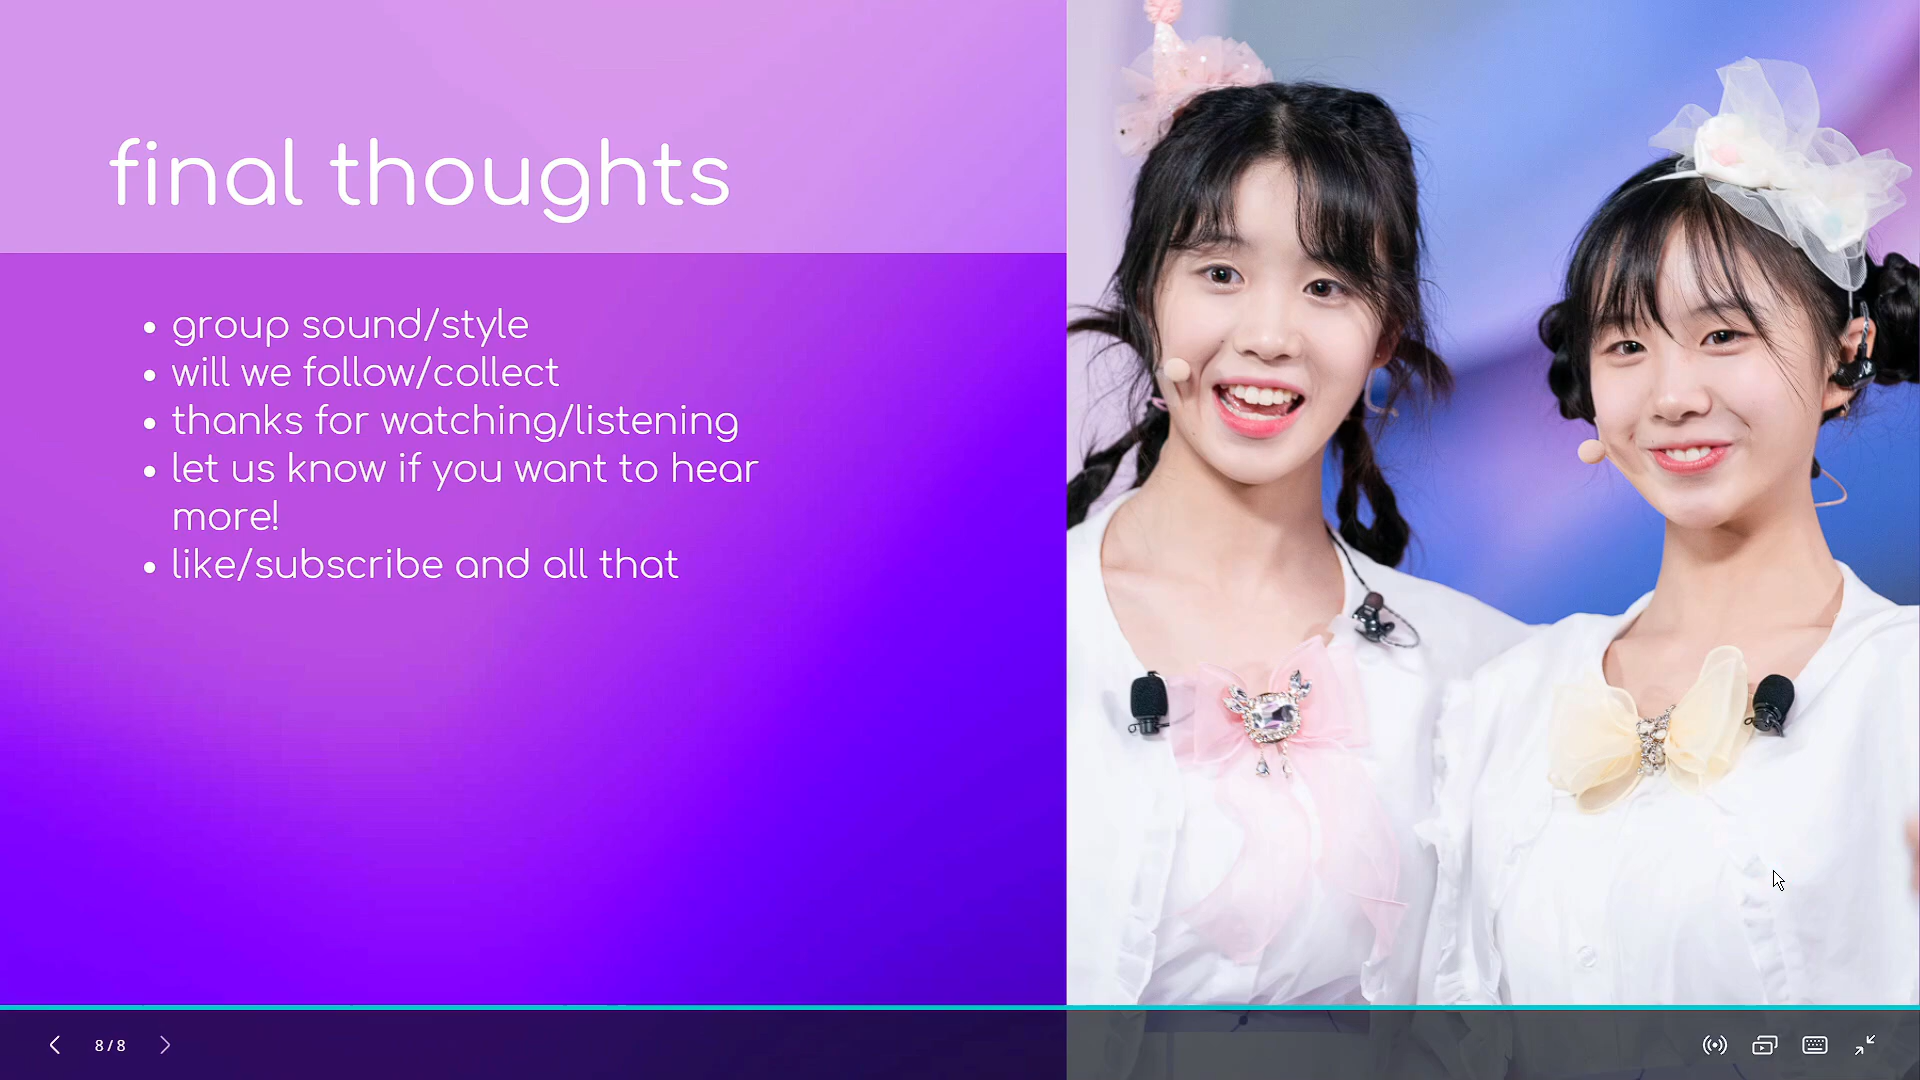 final thoughts
• group sound/style
• will we follow/collect
• thanks for watching/listening
• let us know if you want to hear
more!
• like/subscribe and all that
8/8